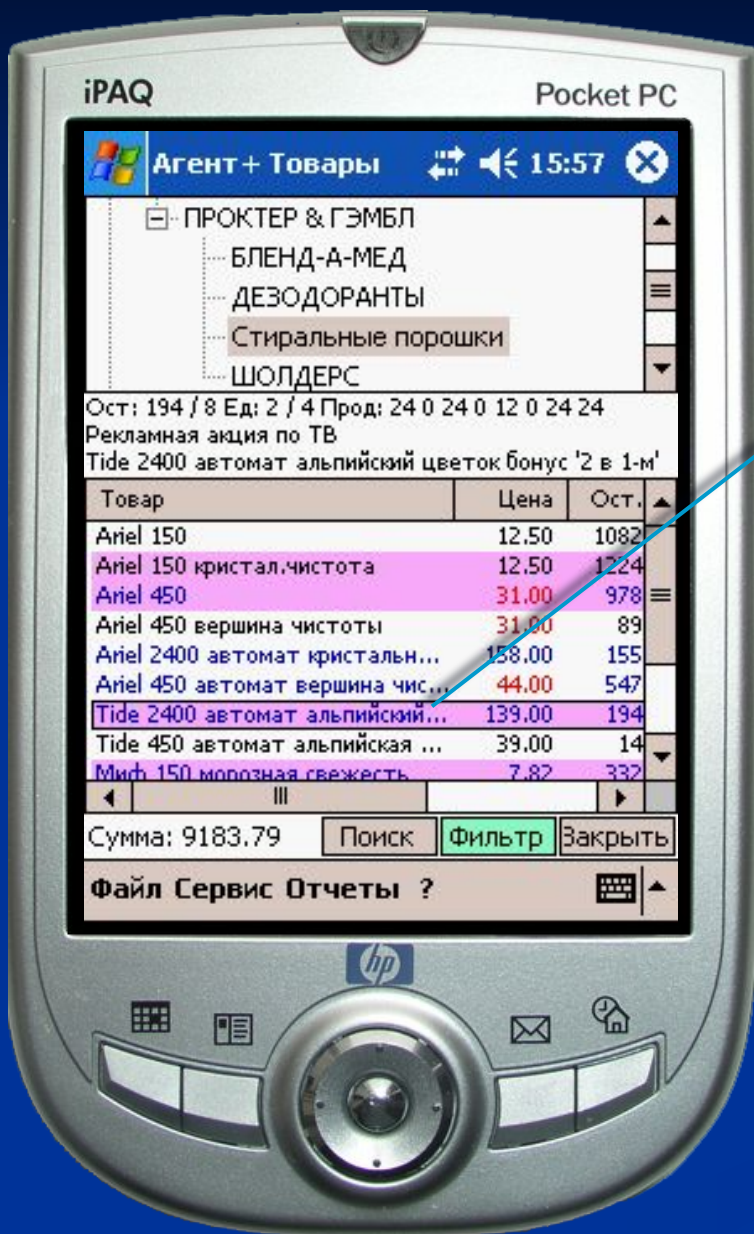 iPAQ Pocket PC
Агент+ Товары 15:57
ПРОКТЕР & ГЭМБЛ
БЛЕНД-А-МЕД
ДЕЗОДОРАНТЫ
Стиральные порошки
ШОЛДЕРС
Ост: 194 / 8 Ед: 2 / 4 Прод: 24 0 24 0 12 0 24 24
Рекламная акция по ТВ
Tide 2400 автомат альпийский цветок бонус '2 в 1-м'
Товар Цена Ост.
Ariel 150 12.50 1082
Ariel 150 кристал.чистота 12.50 1224
Ariel 450 31.00 978
Ariel 450 вершина чистоты 31.00 89
Ariel 2400 автомат кристальн... 158.00 155
Ariel 450 автомат вершина чис... 44.00 547
Tide 2400 автомат альпийский... 139.00 194
Tide 450 автомат альпийская ... 39.00 14
Миф 150 морозная свежесть 7.82 332
Сумма: 9183.79 Поиск Фильтр Закрыть
Файл Сервис Отчеты ?
hp